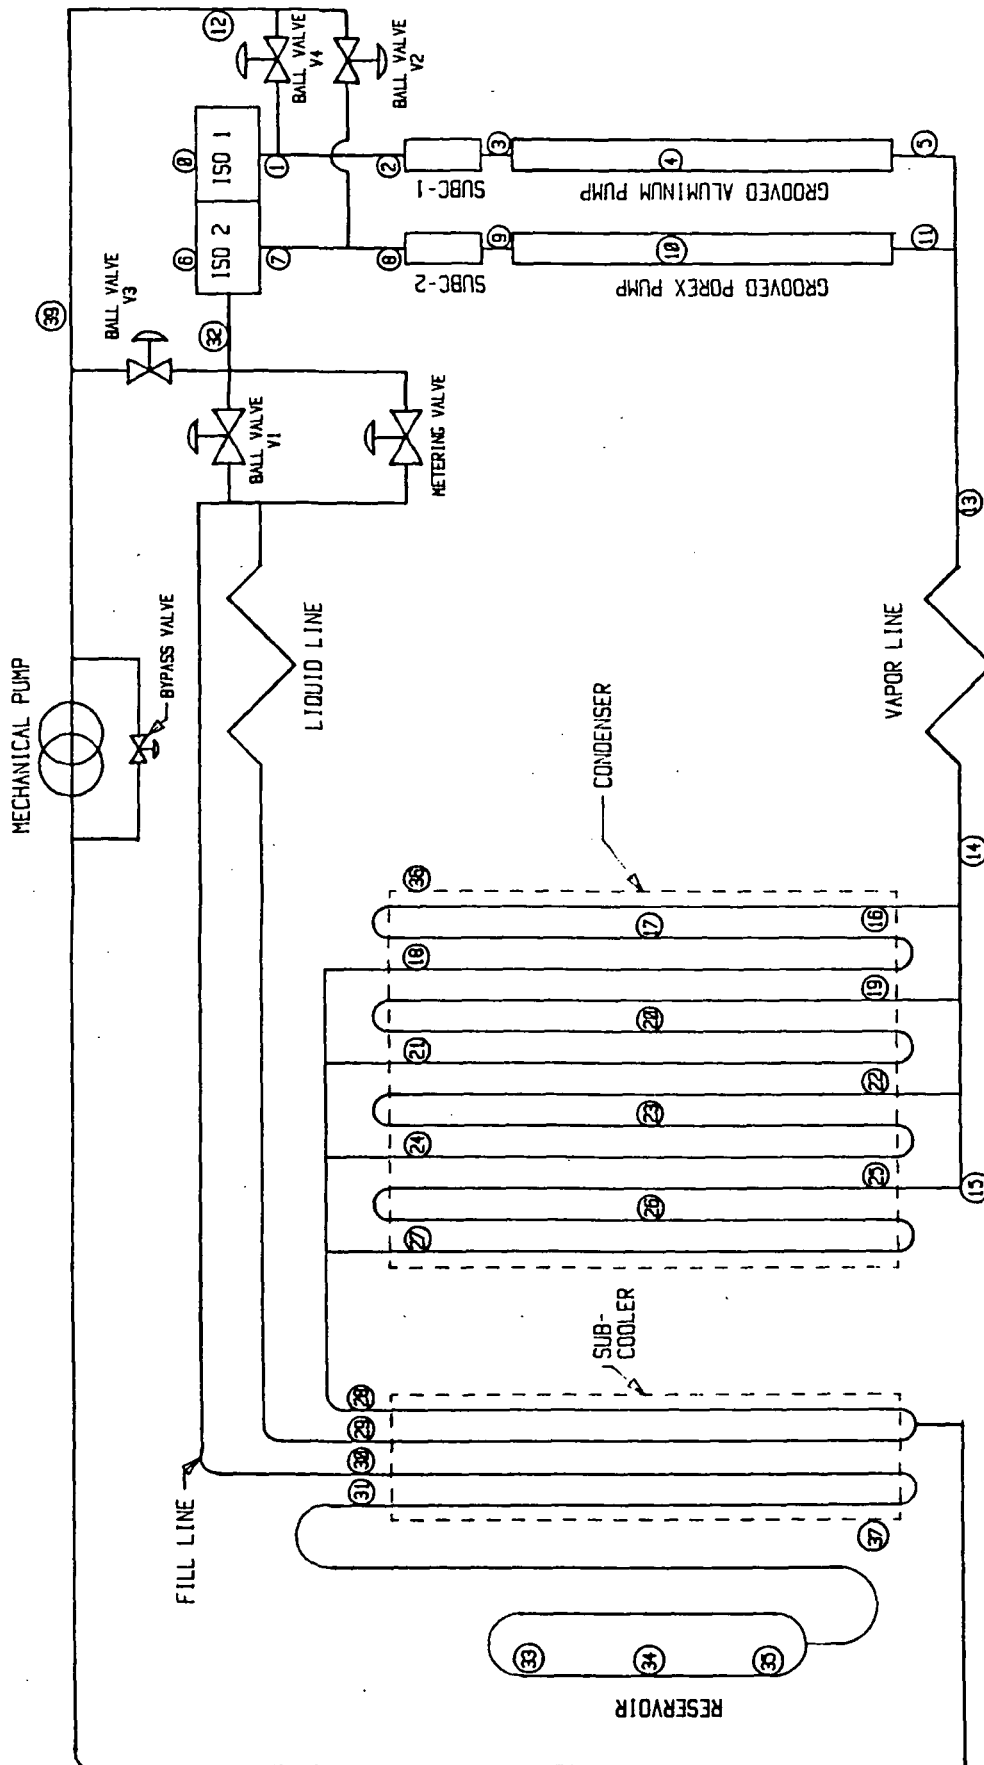 MECHANICAL PUMP
BYPASS VALVE
39
12
BALL VALVE
V4
BALL VALVE
V2
BALL VALVE
V3
0
ISO 1
6
ISO 2
32
1
7
BALL VALVE
V1
METERING VALVE
2
8
SUBC-1
SUBC-2
3
9
4
10
GROOVED ALUMINUM PUMP
GROOVED POREX PUMP
5
11
13
LIQUID LINE
VAPOR LINE
14
15
CONDENSER
36
16
17
18
19
20
21
22
23
24
25
26
27
SUB-
COOLER
28
29
30
31
37
FILL LINE
33
34
35
RESERVOIR